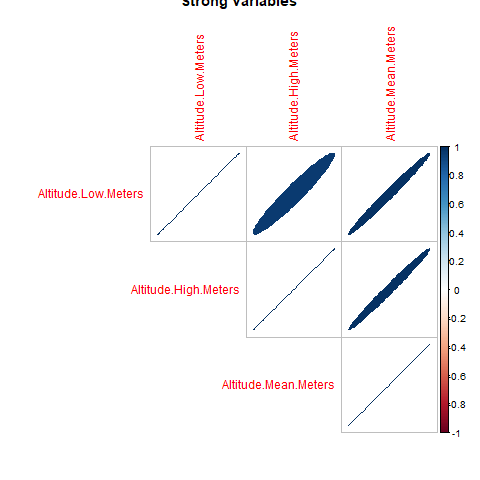 Strong Variables
Altitude.Low.Meters
Altitude.High.Meters
Altitude.Mean.Meters
Altitude.Low.Meters
Altitude.High.Meters
Altitude.Mean.Meters
1
0.8
0.6
0.4
0.2
0
-0.2
-0.4
-0.6
-0.8
-1